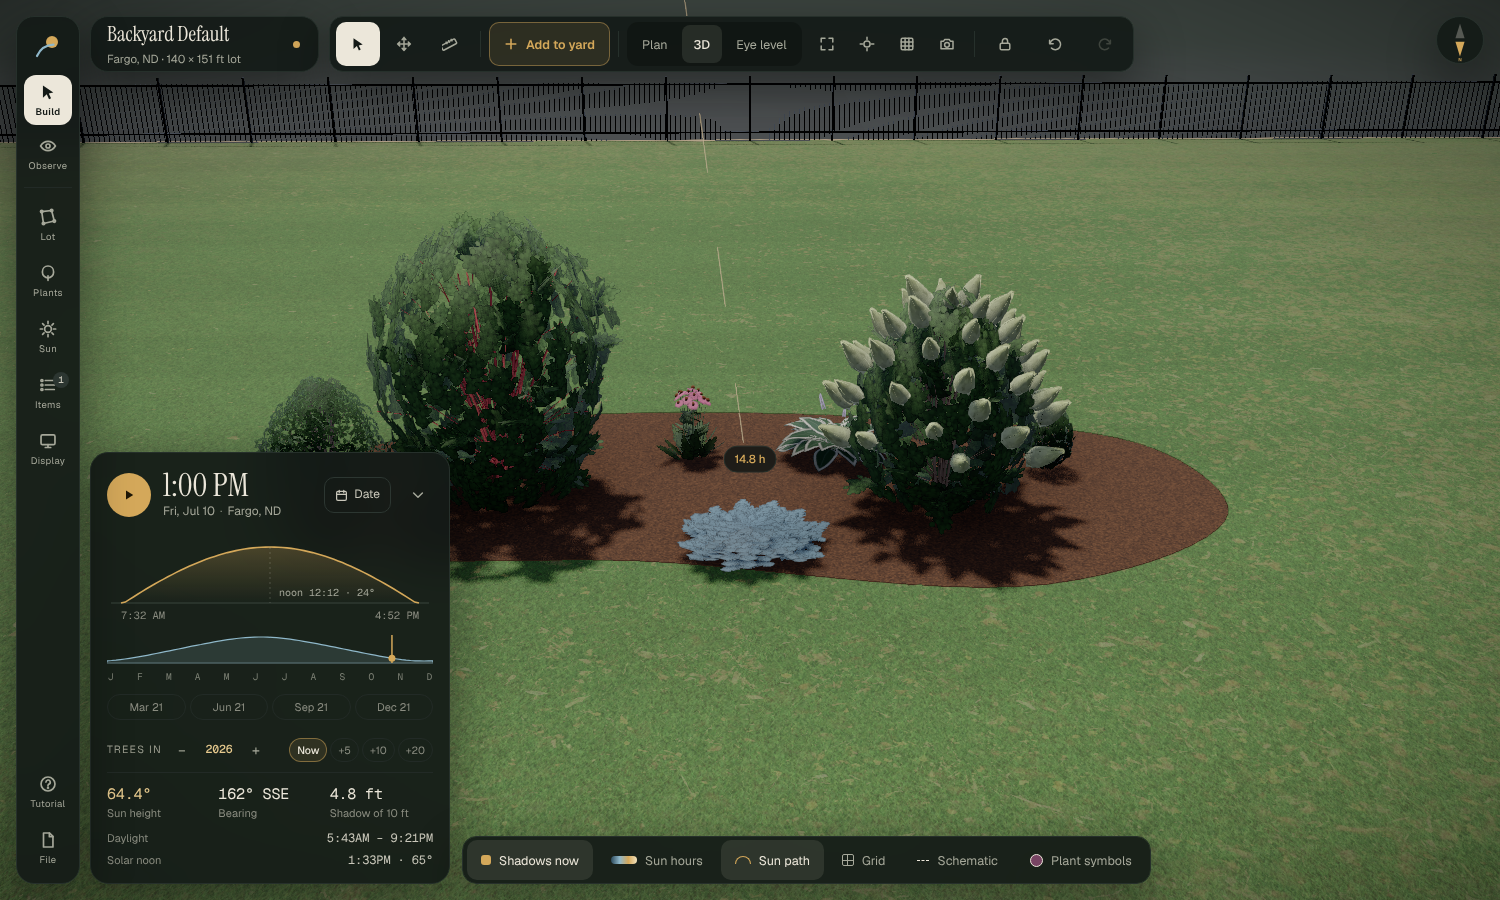 Backyard Default
Fargo, ND · 140 × 151 ft lot
Add to yard
Plan
3D
Eye level
N
Build
Observe
Lot
Plants
Sun
1
Items
Display
Tutorial
File
14.8 h
1:00 PM
Fri, Jul 10 · Fargo, ND
Date
noon 12:12 · 24°
7:32 AM
4:52 PM
J F M A M J J A S O N D
Mar 21
Jun 21
Sep 21
Dec 21
TREES IN − 2026 +
Now
+5
+10
+20
64.4° 162° SSE 4.8 ft
Sun height Bearing Shadow of 10 ft
Daylight 5:43AM – 9:21PM
Solar noon 1:33PM · 65°
Shadows now
Sun hours
Sun path
Grid
Schematic
Plant symbols